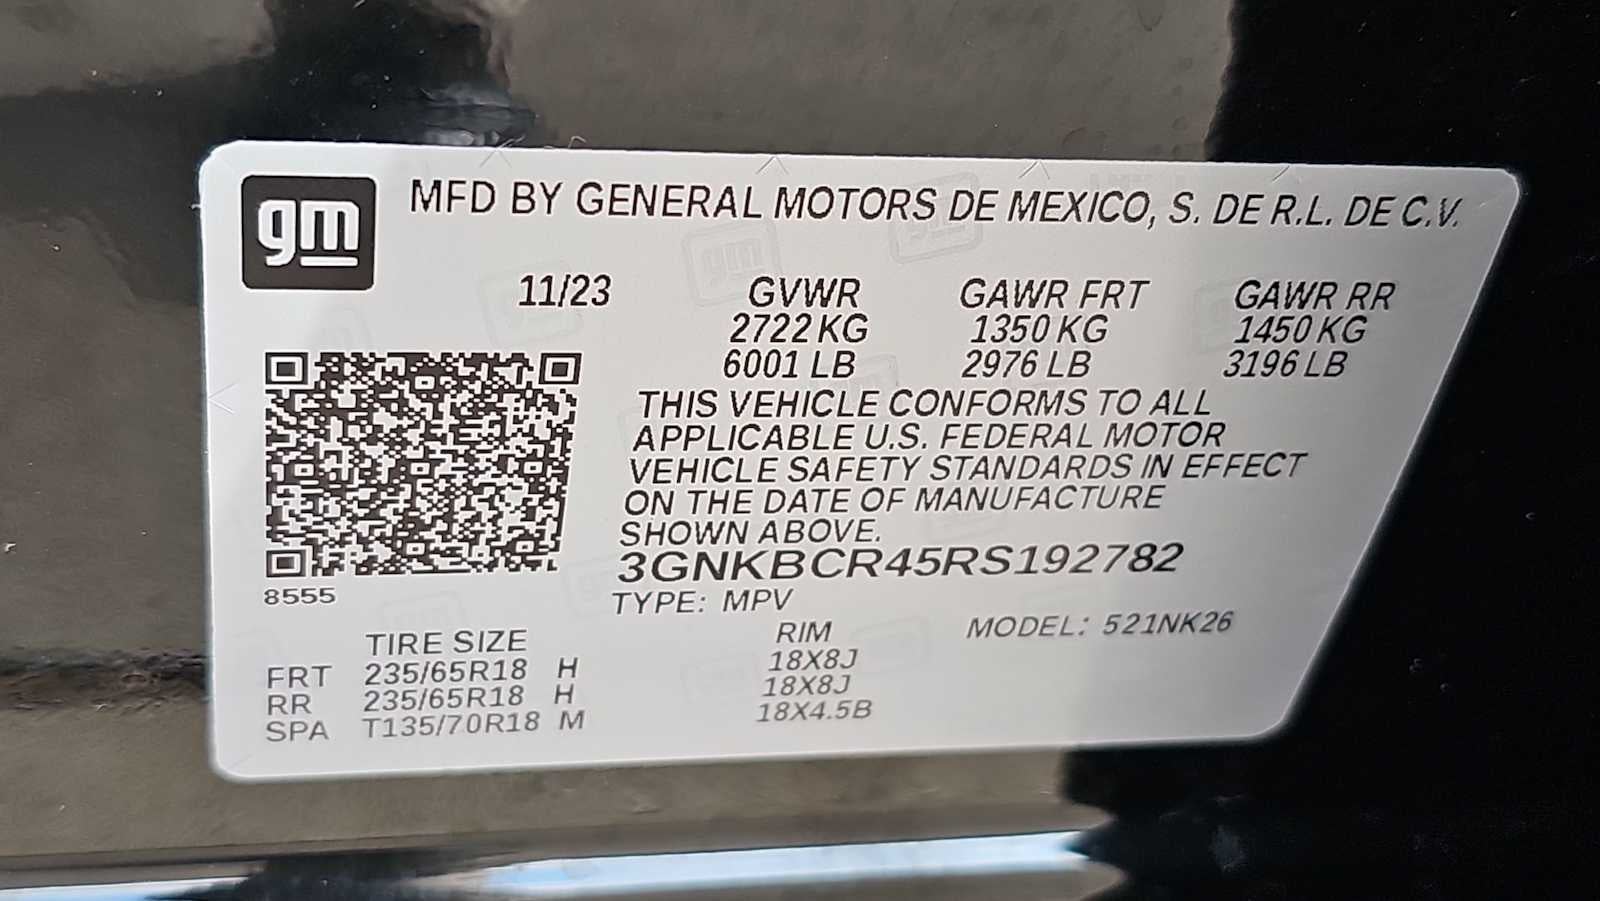 gm
MFD BY GENERAL MOTORS DE MEXICO, S. DE R.L. DE C.V.
11/23 GVWR GAWR FRT GAWR RR
2722 KG 1350 KG 1450 KG
6001 LB 2976 LB 3196 LB
THIS VEHICLE CONFORMS TO ALL
APPLICABLE U.S. FEDERAL MOTOR
VEHICLE SAFETY STANDARDS IN EFFECT
ON THE DATE OF MANUFACTURE
SHOWN ABOVE.
3GNKBCR45RS192782
8555
TYPE: MPV
TIRE SIZE RIM MODEL: 521NK26
FRT 235/65R18 H 18X8J
RR 235/65R18 H 18X8J
SPA T135/70R18 M 18X4.5B